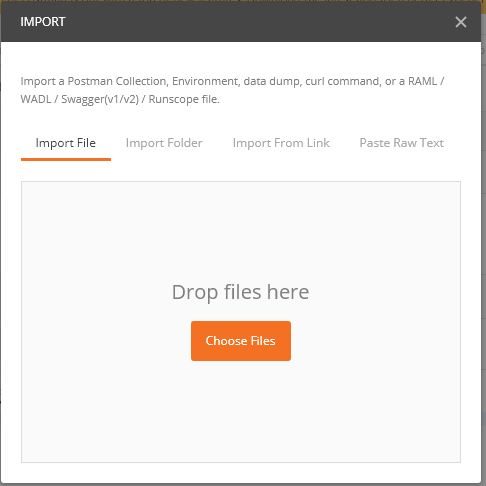 IMPORT
Import a Postman Collection, Environment, data dump, curl command, or a RAML /
WADL / Swagger(v1/v2) / Runscope file.
Import File Import Folder Import From Link Paste Raw Text
Drop files here
Choose Files